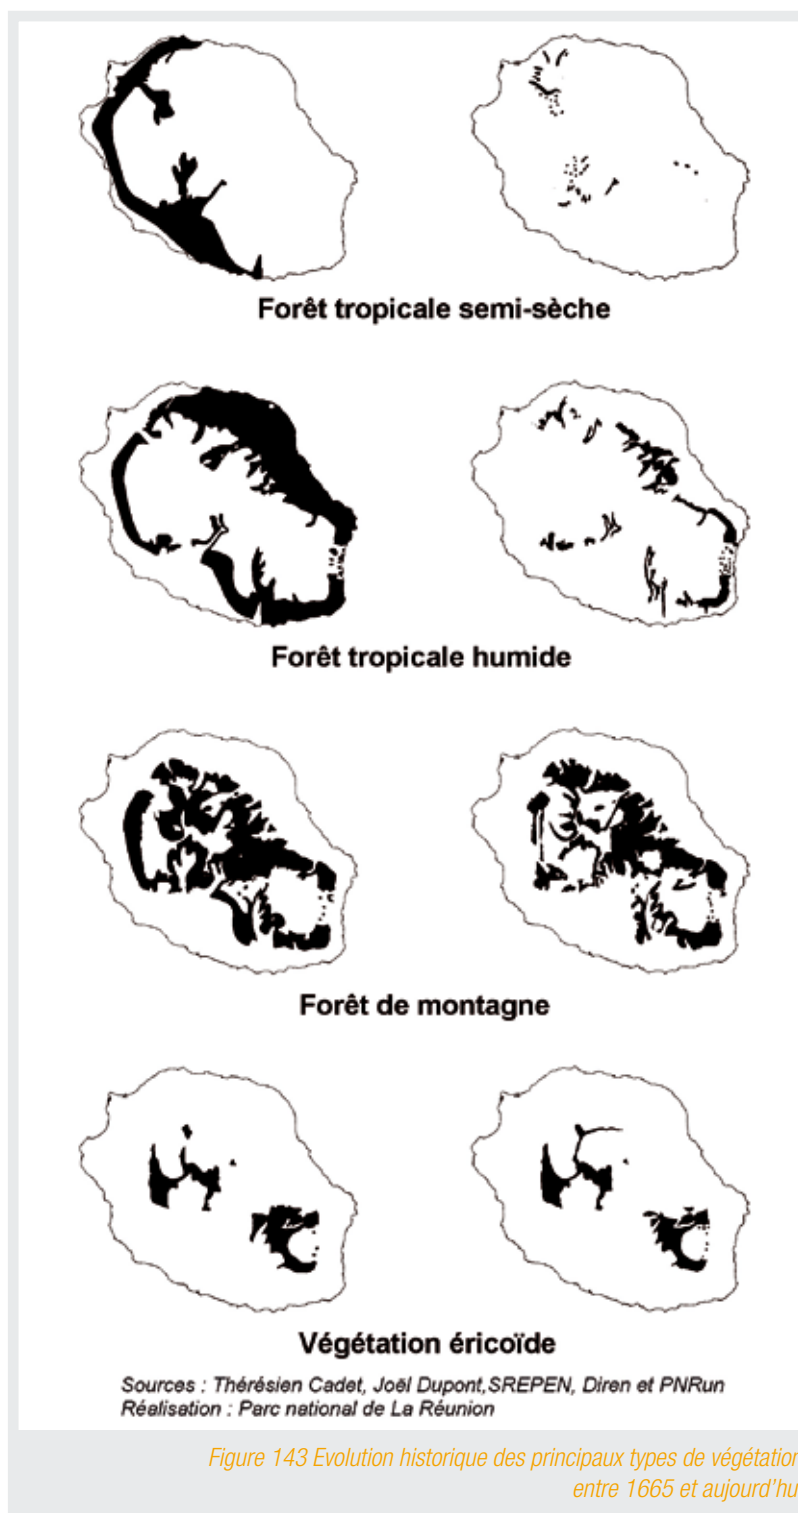 Forêt tropicale semi-sèche
Forêt tropicale humide
Forêt de montagne
Végétation éricoïde
Sources : Thérésien Cadet, Joël Dupont,SREPEN, Diren et PNRun
Réalisation : Parc national de La Réunion
Figure 143 Evolution historique des principaux types de végétation
entre 1665 et aujourd'hu